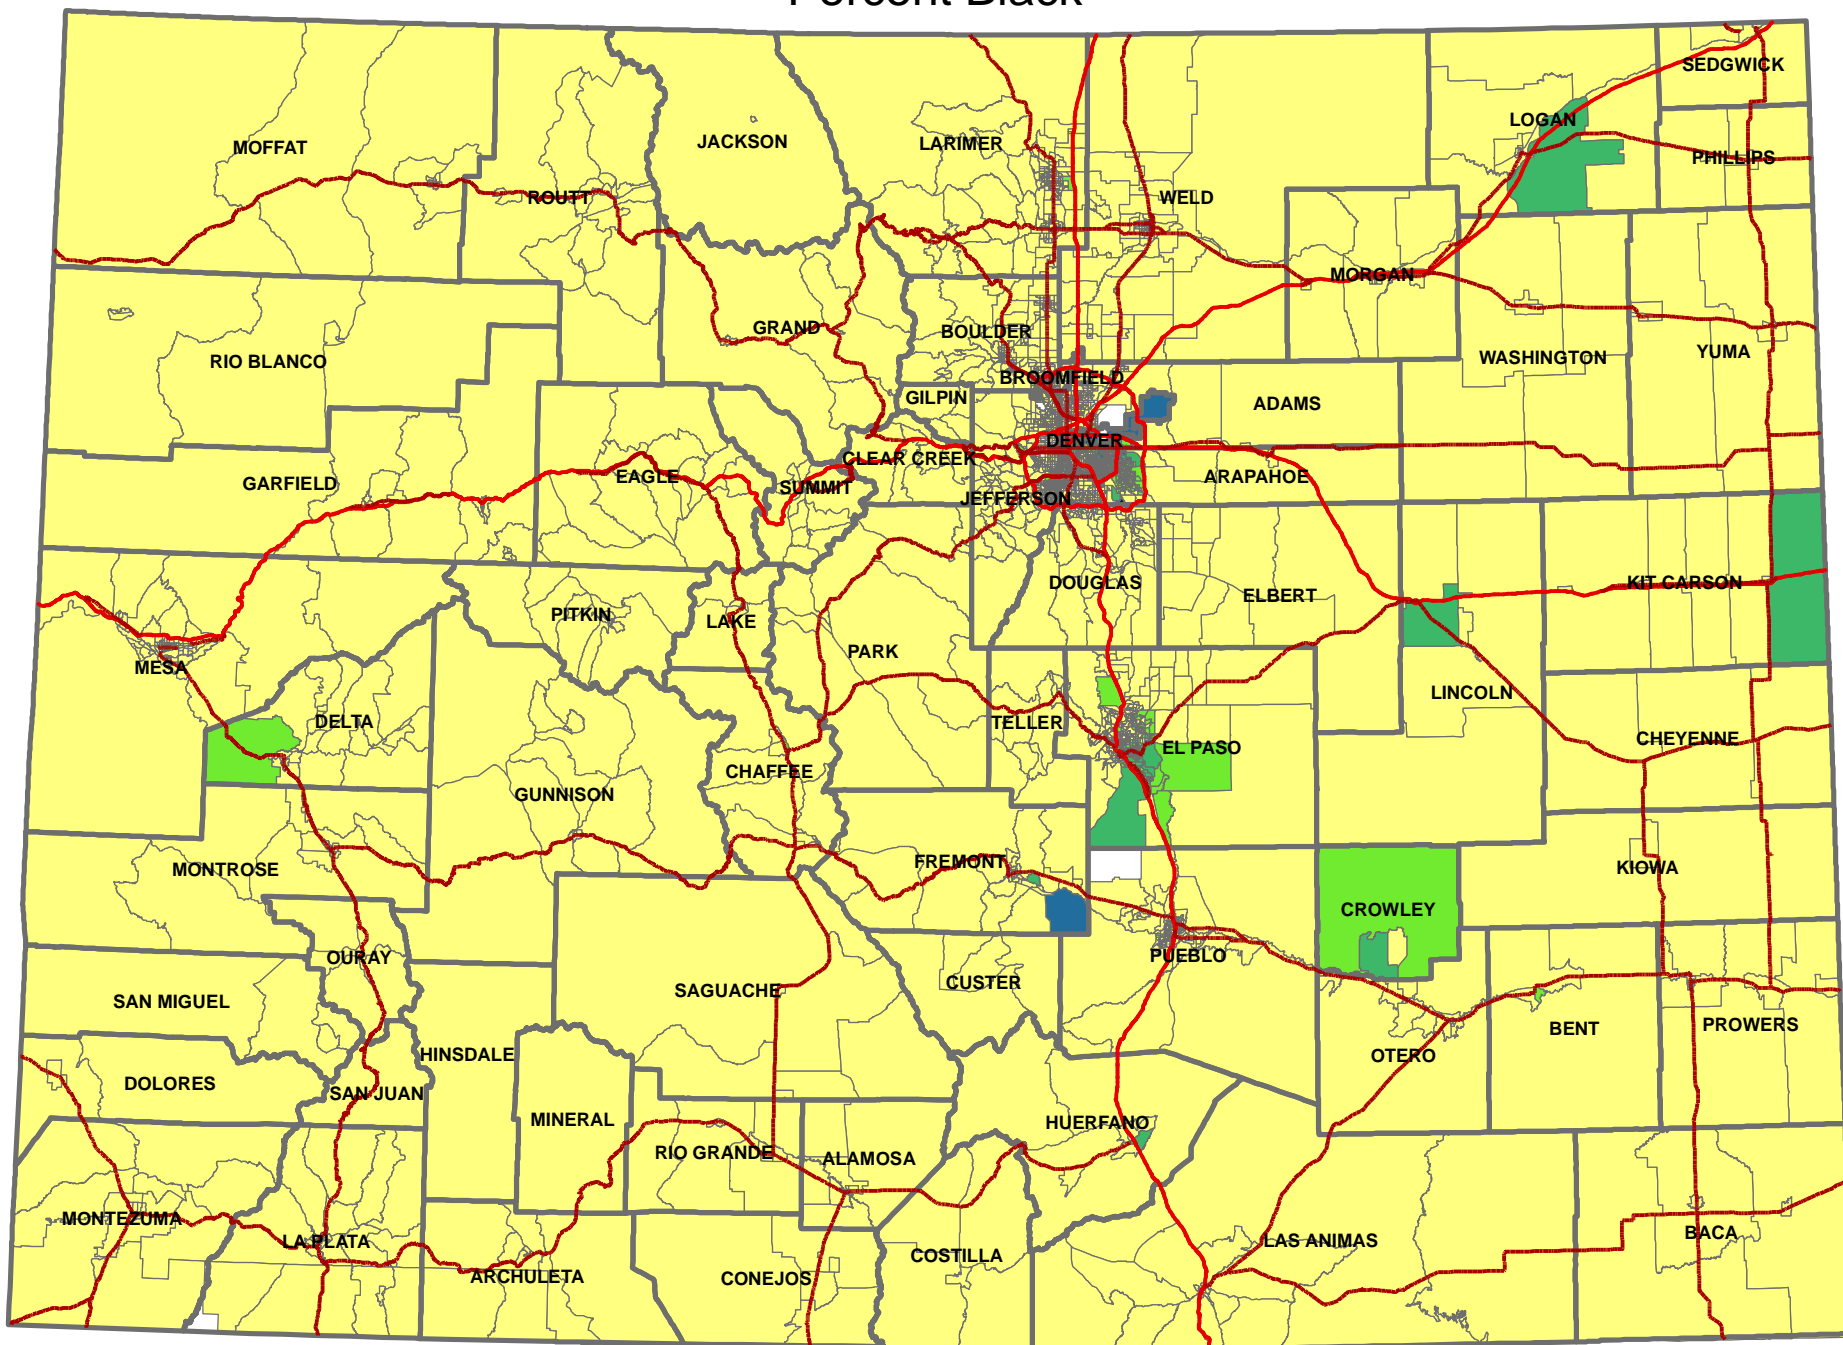 Percent Black
SEDGWICK
LOGAN
PHILLIPS
MOFFAT
JACKSON
LARIMER
ROUTT
WELD
MORGAN
GRAND
BOULDER
WASHINGTON
YUMA
RIO BLANCO
BROOMFIELD
GILPIN
ADAMS
DENVER
CLEAR CREEK
GARFIELD
EAGLE
SUMMIT
ARAPAHOE
JEFFERSON
DOUGLAS
KIT CARSON
ELBERT
PITKIN
LAKE
PARK
MESA
LINCOLN
DELTA
TELLER
EL PASO
CHEYENNE
CHAFFEE
GUNNISON
FREMONT
MONTROSE
KIOWA
CROWLEY
OURAY
PUEBLO
CUSTER
SAGUACHE
SAN MIGUEL
BENT
PROWERS
HINSDALE
OTERO
DOLORES
SAN JUAN
MINERAL
HUERFANO
RIO GRANDE
ALAMOSA
MONTEZUMA
LA PLATA
LAS ANIMAS
BACA
COSTILLA
ARCHULETA
CONEJOS